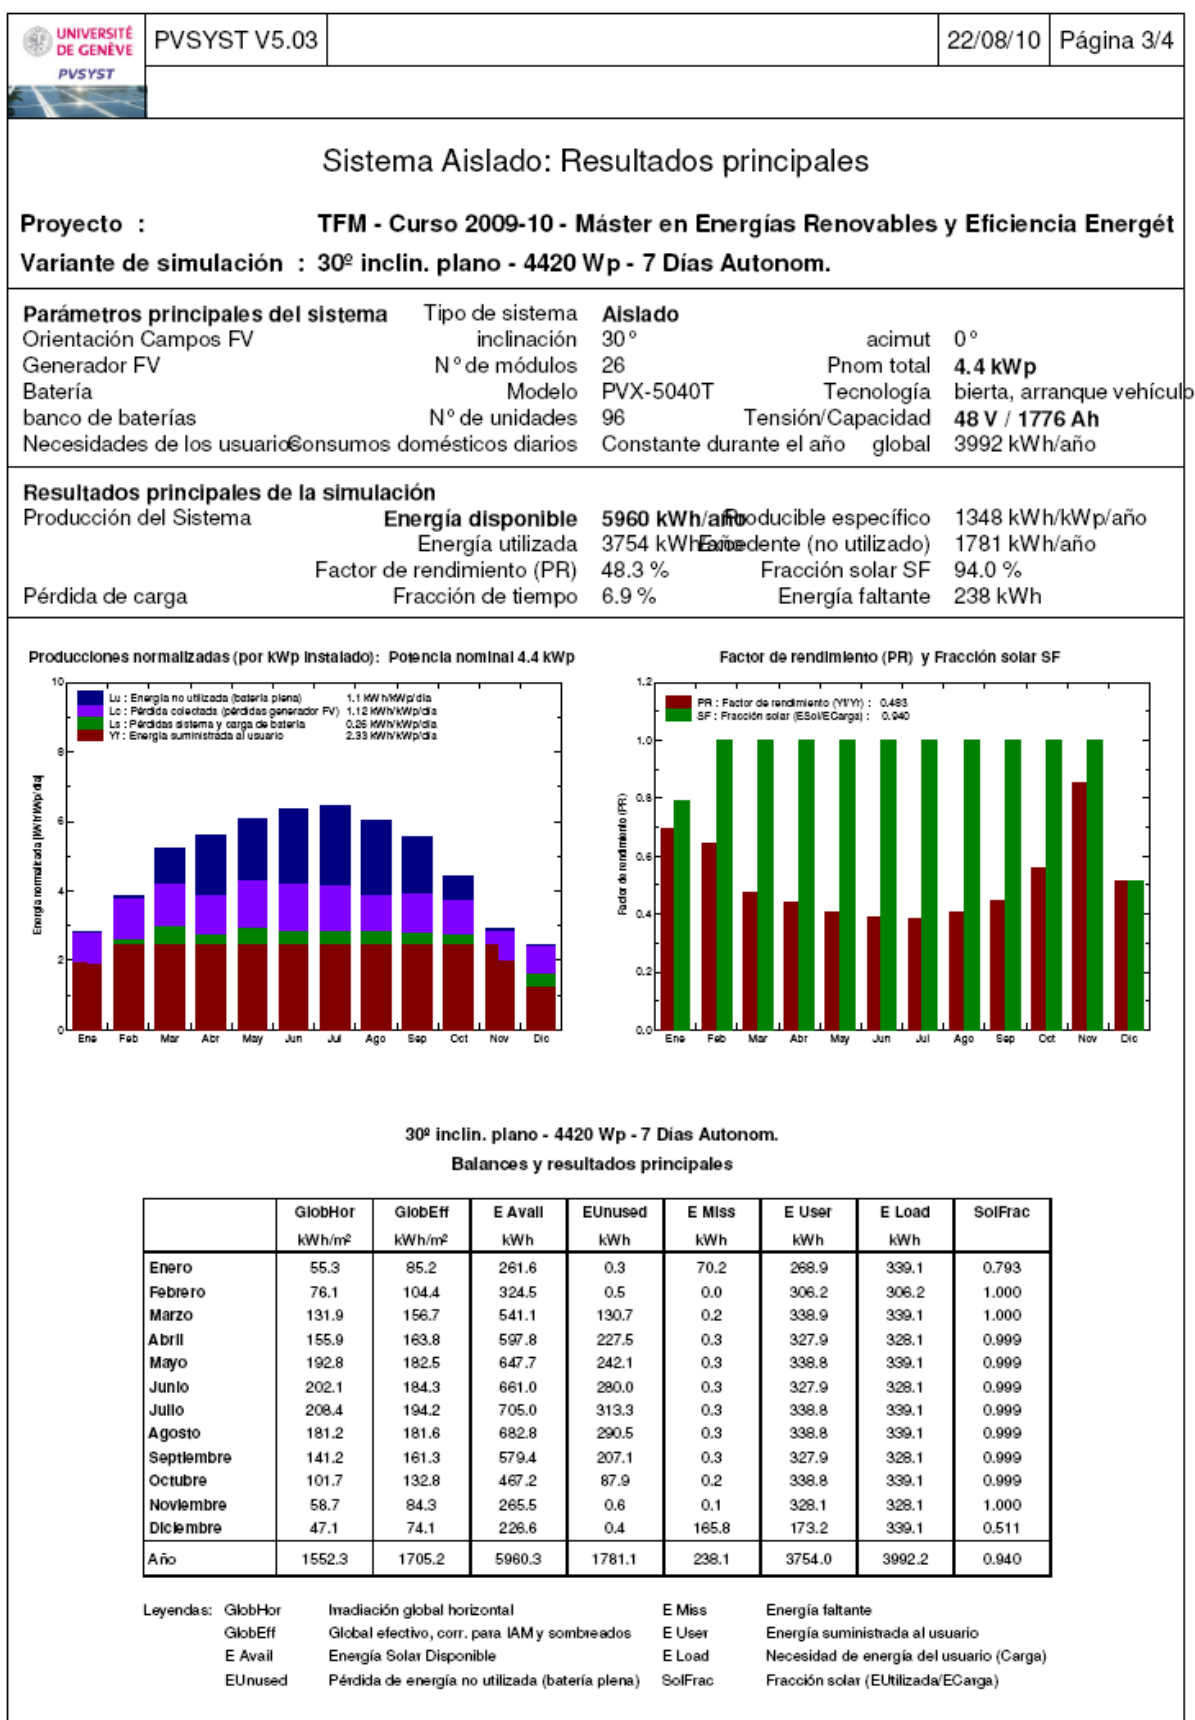 UNIVERSITÉ
DE GENÈVE
PVSYST
PVSYST V5.03
22/08/10
Página 3/4
Sistema Aislado: Resultados principales
Proyecto : TFM - Curso 2009-10 - Máster en Energías Renovables y Eficiencia Energét
Variante de simulación : 30º inclin. plano - 4420 Wp - 7 Días Autonom.
Parámetros principales del sistema Tipo de sistema Aislado
Orientación Campos FV inclinación 30° acimut 0°
Generador FV N° de módulos 26 Pnom total 4.4 kWp
Batería Modelo PVX-5040T Tecnología bierta, arranque vehículo
banco de baterías N° de unidades 96 Tensión/Capacidad 48 V / 1776 Ah
Necesidades de los usuarios Consumos domésticos diarios Constante durante el año global 3992 kWh/año
Resultados principales de la simulación
Producción del Sistema Energía disponible 5960 kWh/año Producible específico 1348 kWh/kWp/año
Energía utilizada 3754 kWh/año Excedente (no utilizado) 1781 kWh/año
Factor de rendimiento (PR) 48.3 % Fracción solar SF 94.0 %
Pérdida de carga Fracción de tiempo 6.9 % Energía faltante 238 kWh
Producciones normalizadas (por kWp instalado): Potencia nominal 4.4 kWp
Lu : Energía no utilizada (batería plena) 1.1 kWh/kWp/día
Lc : Pérdida colectada (pérdidas generador FV) 1.12 kWh/kWp/día
Ls : Pérdidas sistema y carga de batería 0.26 kWh/kWp/día
Yf : Energía suministrada al usuario 2.33 kWh/kWp/día
Energía normalizada [kWh/kWp/día]
10
8
6
4
2
0
Ene Feb Mar Abr May Jun Jul Ago Sep Oct Nov Dic
Factor de rendimiento (PR) y Fracción solar SF
PR : Factor de rendimiento (Yf/Yr) : 0.483
SF : Fracción solar (ESol/ECarga) : 0.940
Factor de rendimiento (PR)
1.2
1.0
0.8
0.6
0.4
0.2
0.0
Ene Feb Mar Abr May Jun Jul Ago Sep Oct Nov Dic
30º inclin. plano - 4420 Wp - 7 Días Autonom.
Balances y resultados principales
GlobHor GlobEff E Avail EUnused E Miss E User E Load SolFrac
kWh/m² kWh/m² kWh kWh kWh kWh kWh
Enero 55.3 85.2 261.6 0.3 70.2 268.9 339.1 0.793
Febrero 76.1 104.4 324.5 0.5 0.0 306.2 306.2 1.000
Marzo 131.9 156.7 541.1 130.7 0.2 338.9 339.1 1.000
Abril 155.9 163.8 597.8 227.5 0.3 327.9 328.1 0.999
Mayo 192.8 182.5 647.7 242.1 0.3 338.8 339.1 0.999
Junio 202.1 184.3 661.0 280.0 0.3 327.9 328.1 0.999
Julio 208.4 194.2 705.0 313.3 0.3 338.8 339.1 0.999
Agosto 181.2 181.6 682.8 290.5 0.3 338.8 339.1 0.999
Septiembre 141.2 161.3 579.4 207.1 0.3 327.9 328.1 0.999
Octubre 101.7 132.8 467.2 87.9 0.2 338.8 339.1 0.999
Noviembre 58.7 84.3 265.5 0.6 0.1 328.1 328.1 1.000
Diciembre 47.1 74.1 226.6 0.4 165.8 173.2 339.1 0.511
Año 1552.3 1705.2 5960.3 1781.1 238.1 3754.0 3992.2 0.940
Leyendas: GlobHor Irradiación global horizontal E Miss Energía faltante
GlobEff Global efectivo, corr. para IAM y sombreados E User Energía suministrada al usuario
E Avail Energía Solar Disponible E Load Necesidad de energía del usuario (Carga)
EUnused Pérdida de energía no utilizada (batería plena) SolFrac Fracción solar (EUtilizada/ECarga)